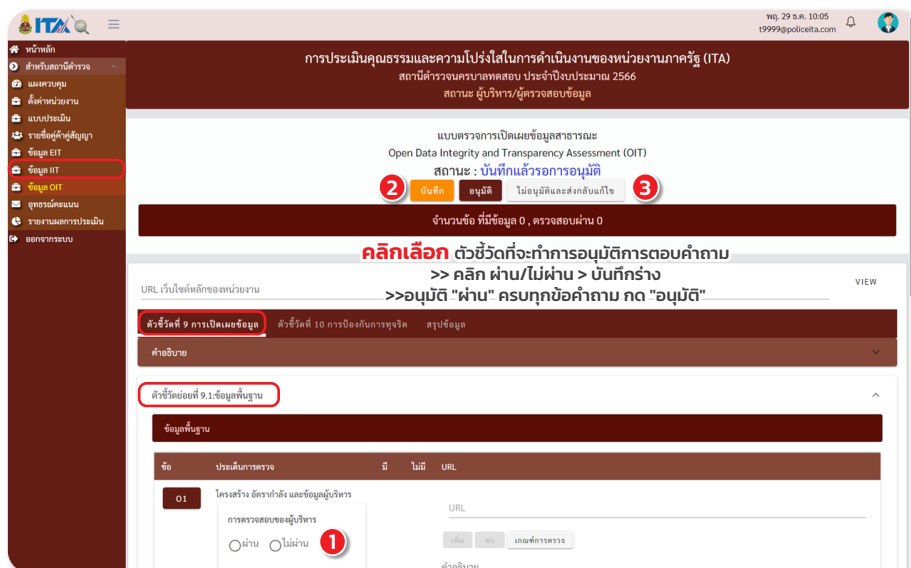 ITA
พฤ. 29 ธ.ค. 10:05
t9999@policeita.com
หน้าหลัก
สำหรับสถานีตำรวจ
แผงควบคุม
ตั้งค่าหน่วยงาน
แบบประเมิน
รายชื่อคู่ค้าคู่สัญญา
ข้อมูล EIT
ข้อมูล IIT
ข้อมูล OIT
อุทธรณ์คะแนน
รายงานผลการประเมิน
ออกจากระบบ
การประเมินคุณธรรมและความโปร่งใสในการดำเนินงานของหน่วยงานภาครัฐ (ITA)
สถานีตำรวจนครบาลทดสอบ ประจำปีงบประมาณ 2566
สถานะ ผู้บริหาร/ผู้ตรวจสอบข้อมูล
แบบตรวจการเปิดเผยข้อมูลสาธารณะ
Open Data Integrity and Transparency Assessment (OIT)
สถานะ : บันทึกแล้วรอการอนุมัติ
2 บันทึก อนุมัติ ไม่อนุมัติและส่งกลับแก้ไข 3
จำนวนข้อ ที่มีข้อมูล 0 , ตรวจสอบผ่าน 0
คลิกเลือก ตัวชี้วัดที่จะทำการอนุมัติการตอบคำถาม
>> คลิก ผ่าน/ไม่ผ่าน > บันทึกร่าง
>>อนุมัติ "ผ่าน" ครบทุกข้อคำถาม กด "อนุมัติ"
URL เว็บไซต์หลักของหน่วยงาน
VIEW
ตัวชี้วัดที่ 9 การเปิดเผยข้อมูล ตัวชี้วัดที่ 10 การป้องกันการทุจริต สรุปข้อมูล
คำอธิบาย
ตัวชี้วัดย่อยที่ 9.1:ข้อมูลพื้นฐาน
ข้อมูลพื้นฐาน
ข้อ ประเด็นการตรวจ มี ไม่มี URL
O1 โครงสร้าง อัตรากำลัง และข้อมูลผู้บริหาร
URL
การตรวจสอบของผู้บริหาร
ผ่าน ไม่ผ่าน 1
เพิ่ม ลบ เกณฑ์การตรวจ
คำอธิบาย